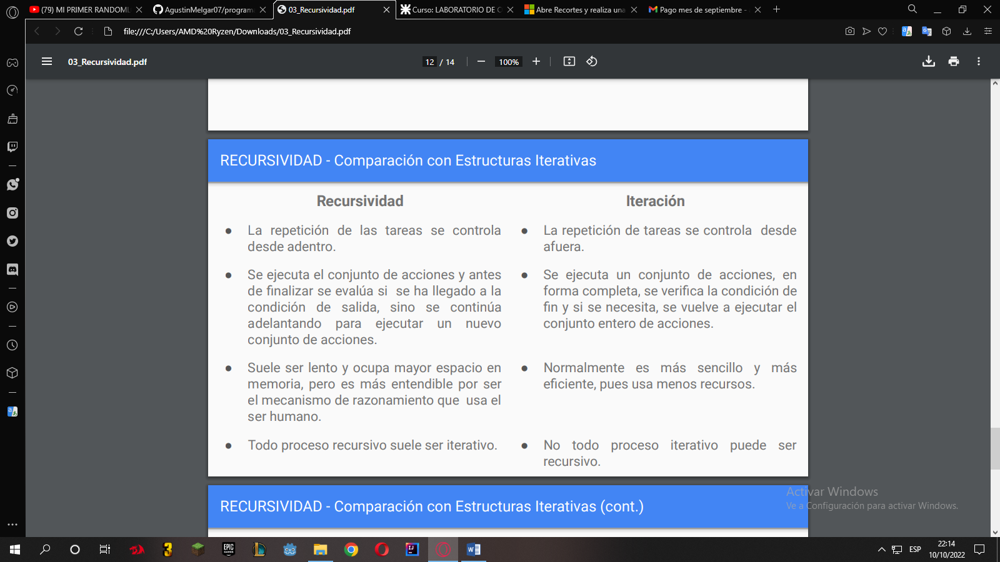 (79) MI PRIMER RANDOML
AgustinMelgar07/programa
03_Recursividad.pdf
Curso: LABORATORIO DE C
Abre Recortes y realiza una
Pago mes de septiembre -
file:///C:/Users/AMD%20Ryzen/Downloads/03_Recursividad.pdf
03_Recursividad.pdf
12 / 14
100%
RECURSIVIDAD - Comparación con Estructuras Iterativas
Recursividad
● La repetición de las tareas se controla
desde adentro.
● Se ejecuta el conjunto de acciones y antes
de finalizar se evalúa si se ha llegado a la
condición de salida, sino se continúa
adelantando para ejecutar un nuevo
conjunto de acciones.
● Suele ser lento y ocupa mayor espacio en
memoria, pero es más entendible por ser
el mecanismo de razonamiento que usa el
ser humano.
● Todo proceso recursivo suele ser iterativo.
Iteración
● La repetición de tareas se controla desde
afuera.
● Se ejecuta un conjunto de acciones, en
forma completa, se verifica la condición de
fin y si se necesita, se vuelve a ejecutar el
conjunto entero de acciones.
● Normalmente es más sencillo y más
eficiente, pues usa menos recursos.
● No todo proceso iterativo puede ser
recursivo.
RECURSIVIDAD - Comparación con Estructuras Iterativas (cont.)
Activar Windows
Ve a Configuración para activar Windows.
3
EPIC
GAMES
IJ
W
ESP
22:14
10/10/2022